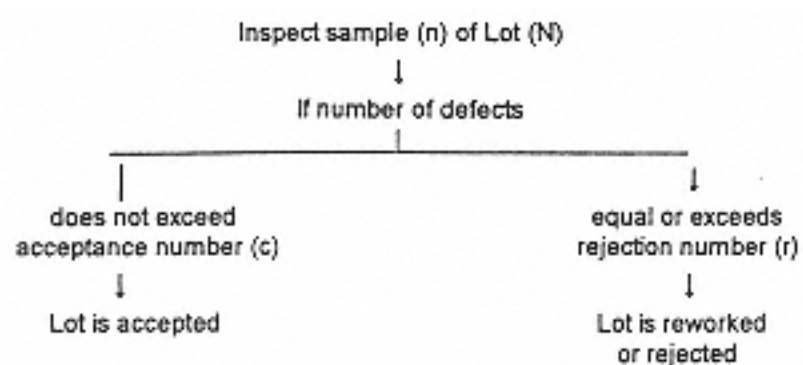 Inspect sample (n) of Lot (N)
If number of defects
does not exceed
acceptance number (c)
equal or exceeds
rejection number (r)
Lot is accepted
Lot is reworked
or rejected